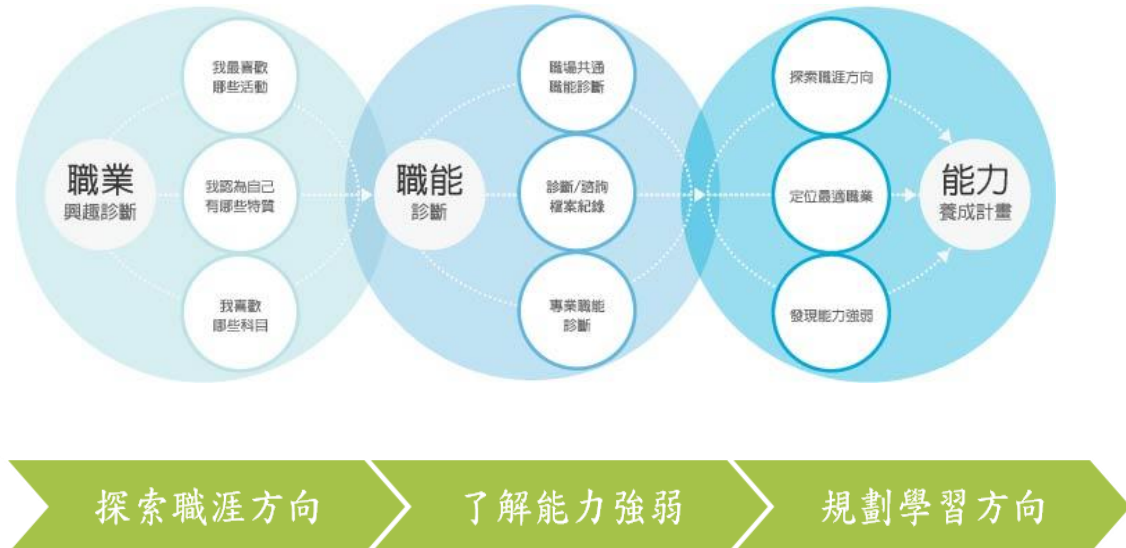 職業
興趣診斷
我最喜歡
哪些活動
我認為自己
有哪些特質
我喜歡
哪些科目
職能
診斷
職場共通
職能診斷
診斷/諮詢
檔案紀錄
專業職能
診斷
探索職涯方向
定位最適職業
發現能力強弱
能力
養成計畫
探索職涯方向
了解能力強弱
規劃學習方向